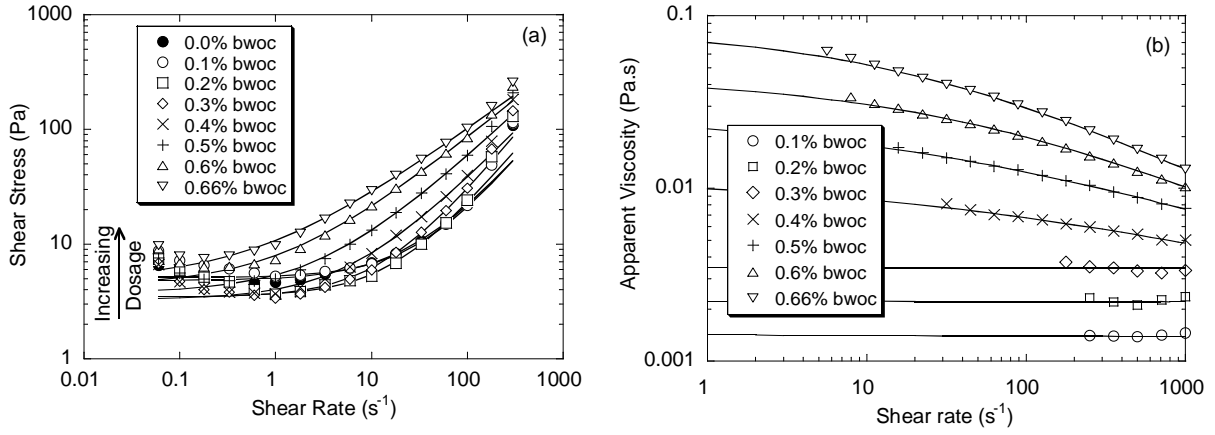 (a)
Shear Stress (Pa)
1000
100
10
1
0.0% bwoc
0.1% bwoc
0.2% bwoc
0.3% bwoc
0.4% bwoc
0.5% bwoc
0.6% bwoc
0.66% bwoc
Increasing
Dosage
0.01
0.1
1
10
100
1000
Shear Rate (s⁻¹)
(b)
Apparent Viscosity (Pa.s)
0.1
0.01
0.001
0.1% bwoc
0.2% bwoc
0.3% bwoc
0.4% bwoc
0.5% bwoc
0.6% bwoc
0.66% bwoc
1
10
100
1000
Shear rate (s⁻¹)